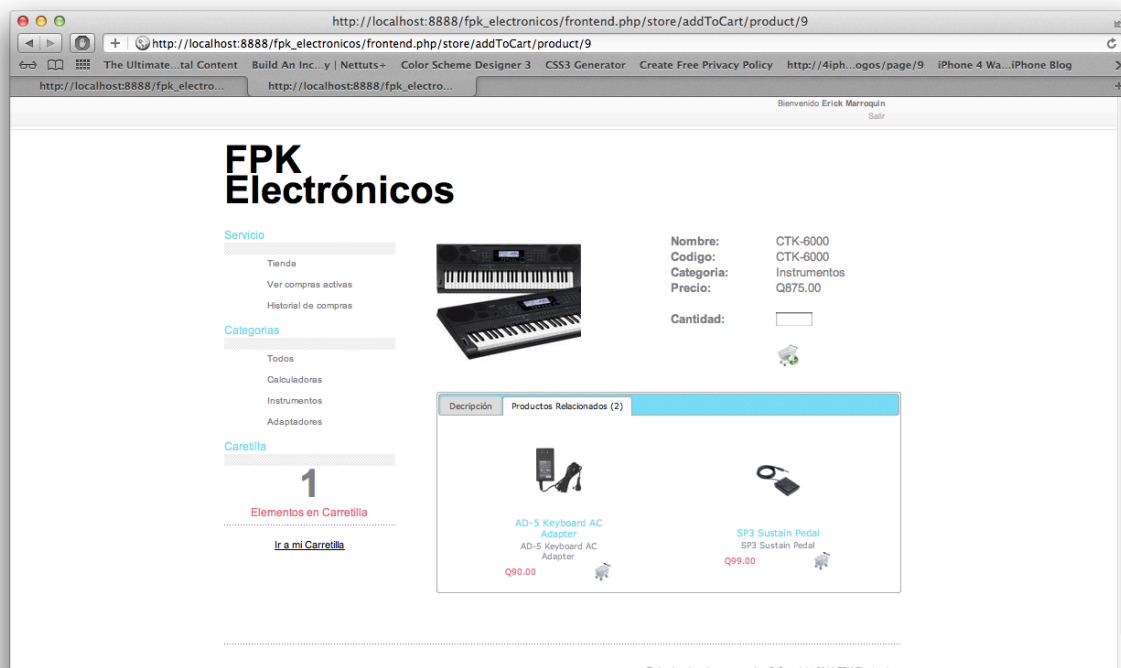 http://localhost:8888/fpk_electronicos/frontend.php/store/addToCart/product/9
http://localhost:8888/fpk_electronicos/frontend.php/store/addToCart/product/9
The Ultimate...tal Content Build An Inc...y | Nettuts+ Color Scheme Designer 3 CSS3 Generator Create Free Privacy Policy http://4iph...ogos/page/9 iPhone 4 Wa...iPhone Blog
http://localhost:8888/fpk_electro... http://localhost:8888/fpk_electro...
Bienvenido Erick Marroquin
Salir
FPK
Electrónicos
Servicio
Tienda
Ver compras activas
Historial de compras
Categorias
Todos
Calculadoras
Instrumentos
Adaptadores
Caretilla
1
Elementos en Carretilla
Ir a mi Carretilla
Nombre: CTK-6000
Codigo: CTK-6000
Categoria: Instrumentos
Precio: Q875.00
Cantidad:
Decripción Productos Relacionados (2)
AD-5 Keyboard AC
Adapter
AD-5 Keyboard AC
Adapter
Q90.00
SP3 Sustain Pedal
SP3 Sustain Pedal
Q99.00